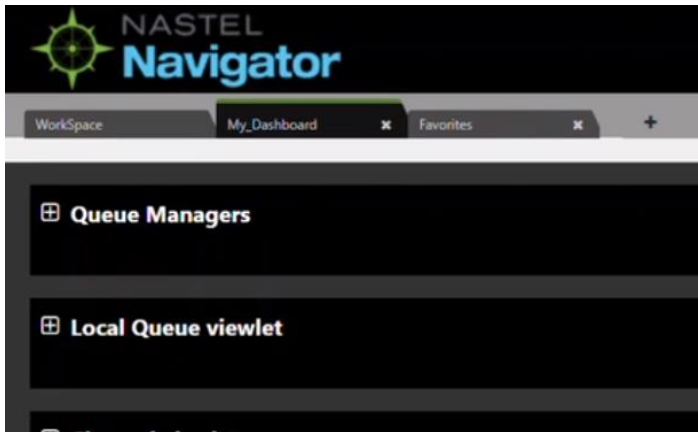 NASTEL
Navigator
WorkSpace My_Dashboard Favorites
Queue Managers
Local Queue viewlet